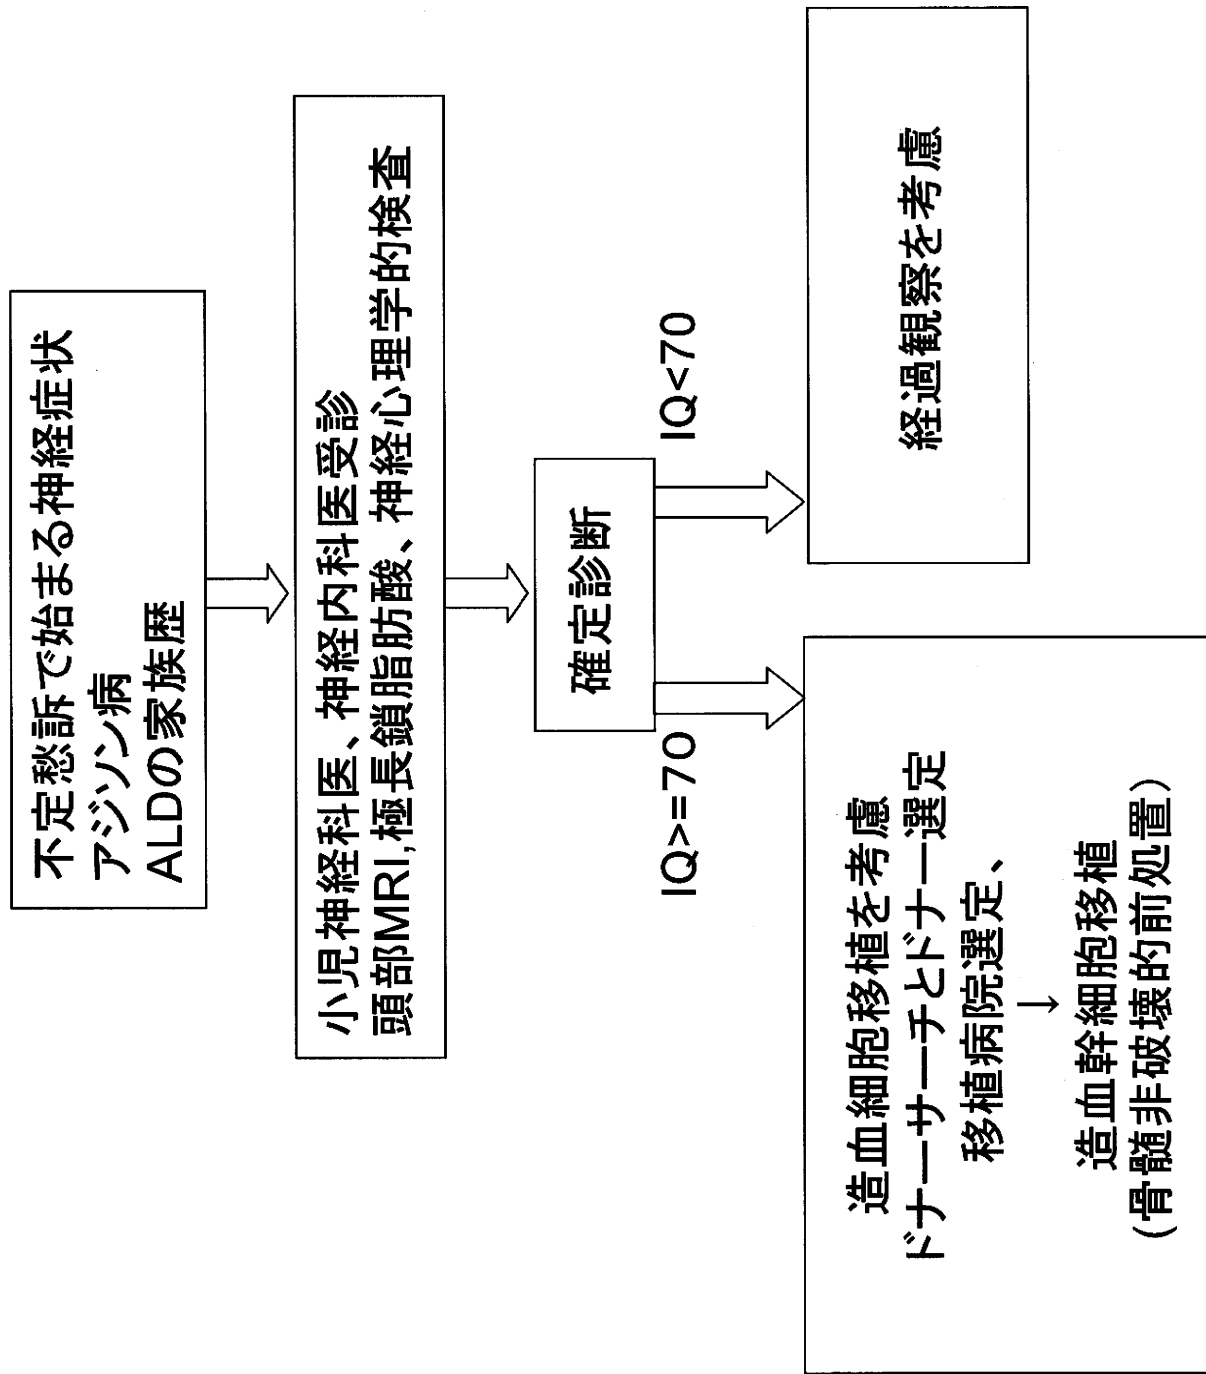 不定愁訴で始まる神経症状
アジソン病
ALDの家族歴
小児神経科医、神経内科医受診
頭部MRI,極長鎖脂肪酸、神経心理学的検査
確定診断
IQ>=70
IQ<70
造血細胞移植を考慮
ドナーサーチとドナー選定
移植病院選定、
↓
造血幹細胞移植
(骨髄非破壊的前処置)
経過観察を考慮